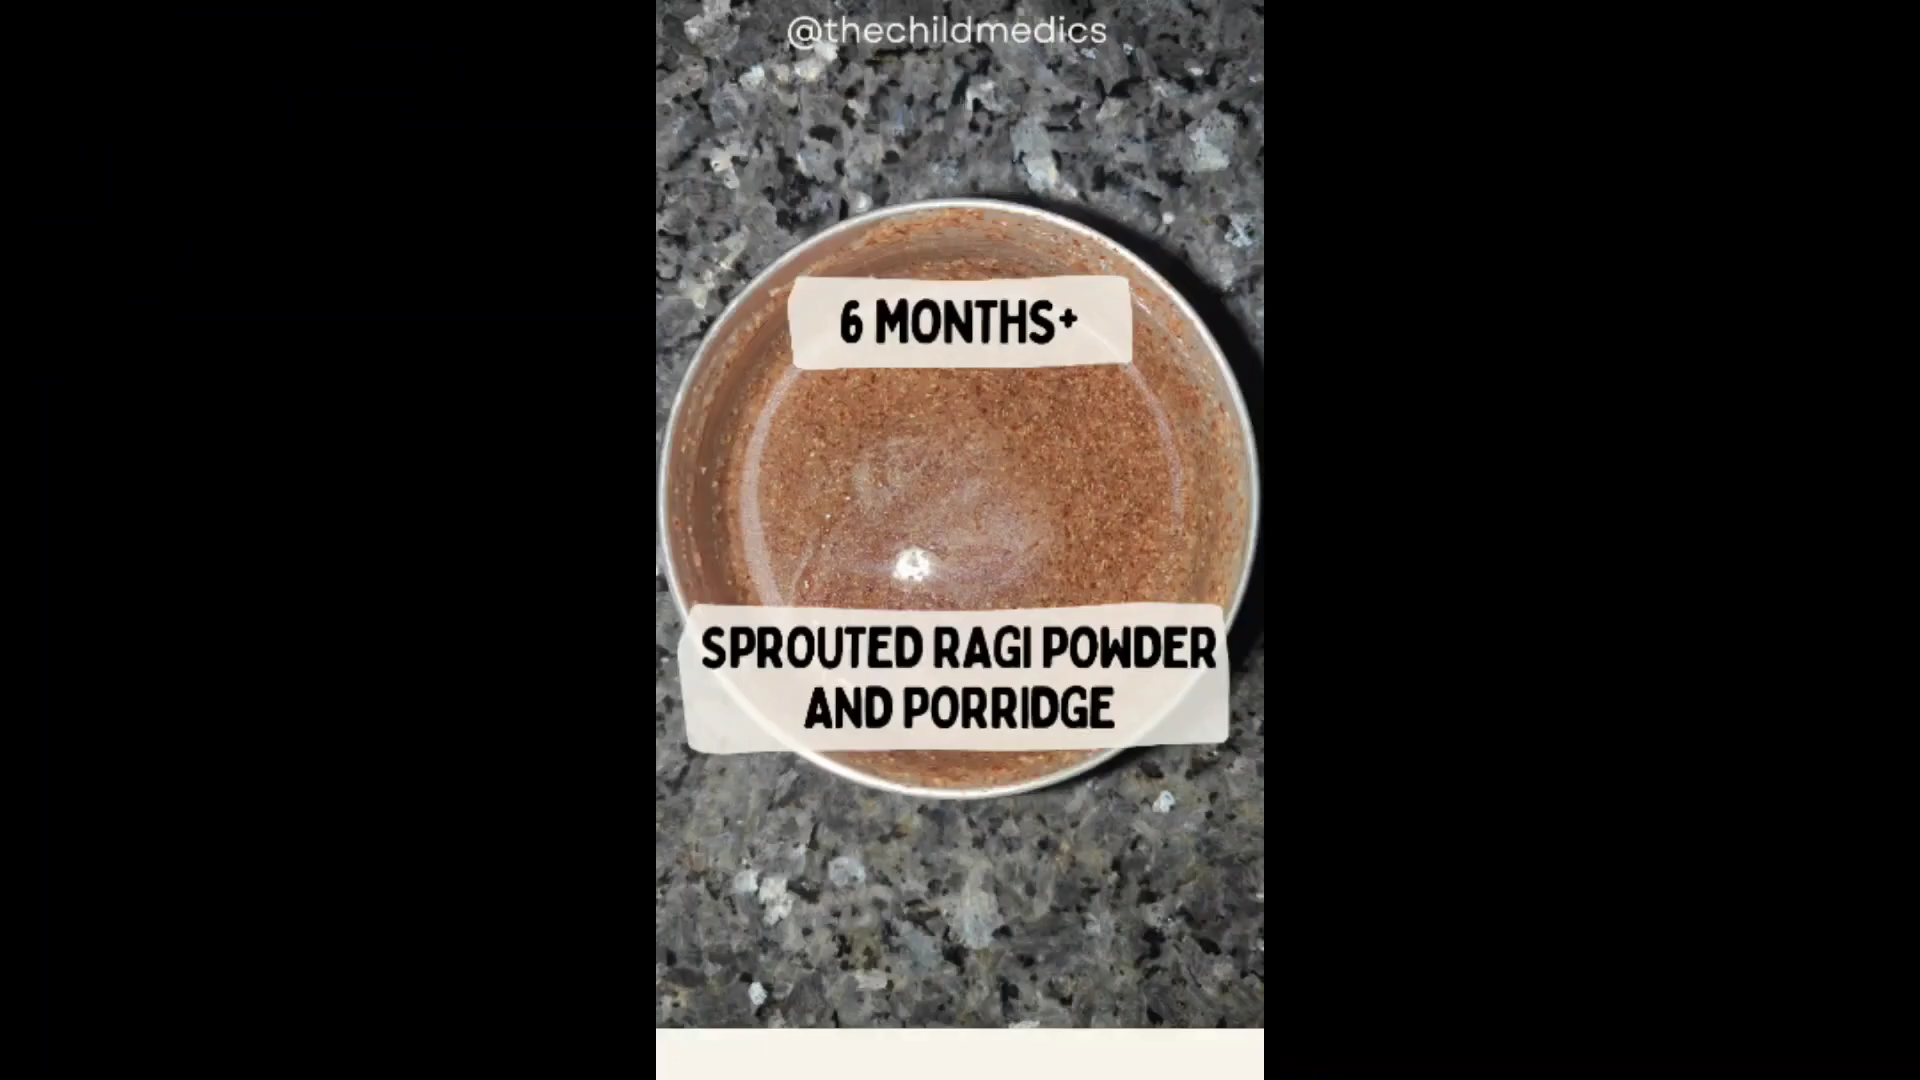 @thechildmedics
6 MONTHS+
SPROUTED RAGI POWDER
AND PORRIDGE